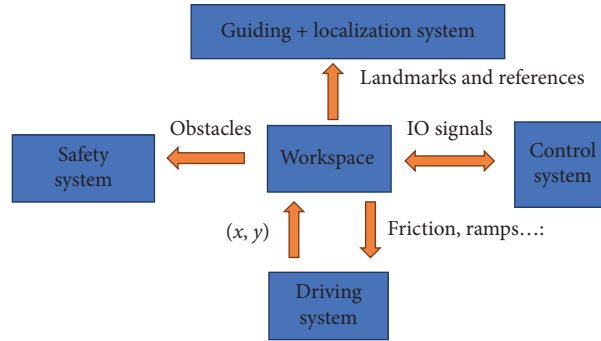 Guiding + localization system
Landmarks and references
Obstacles
IO signals
Safety
system
Workspace
Control
system
(x, y)
Friction, ramps…:
Driving
system